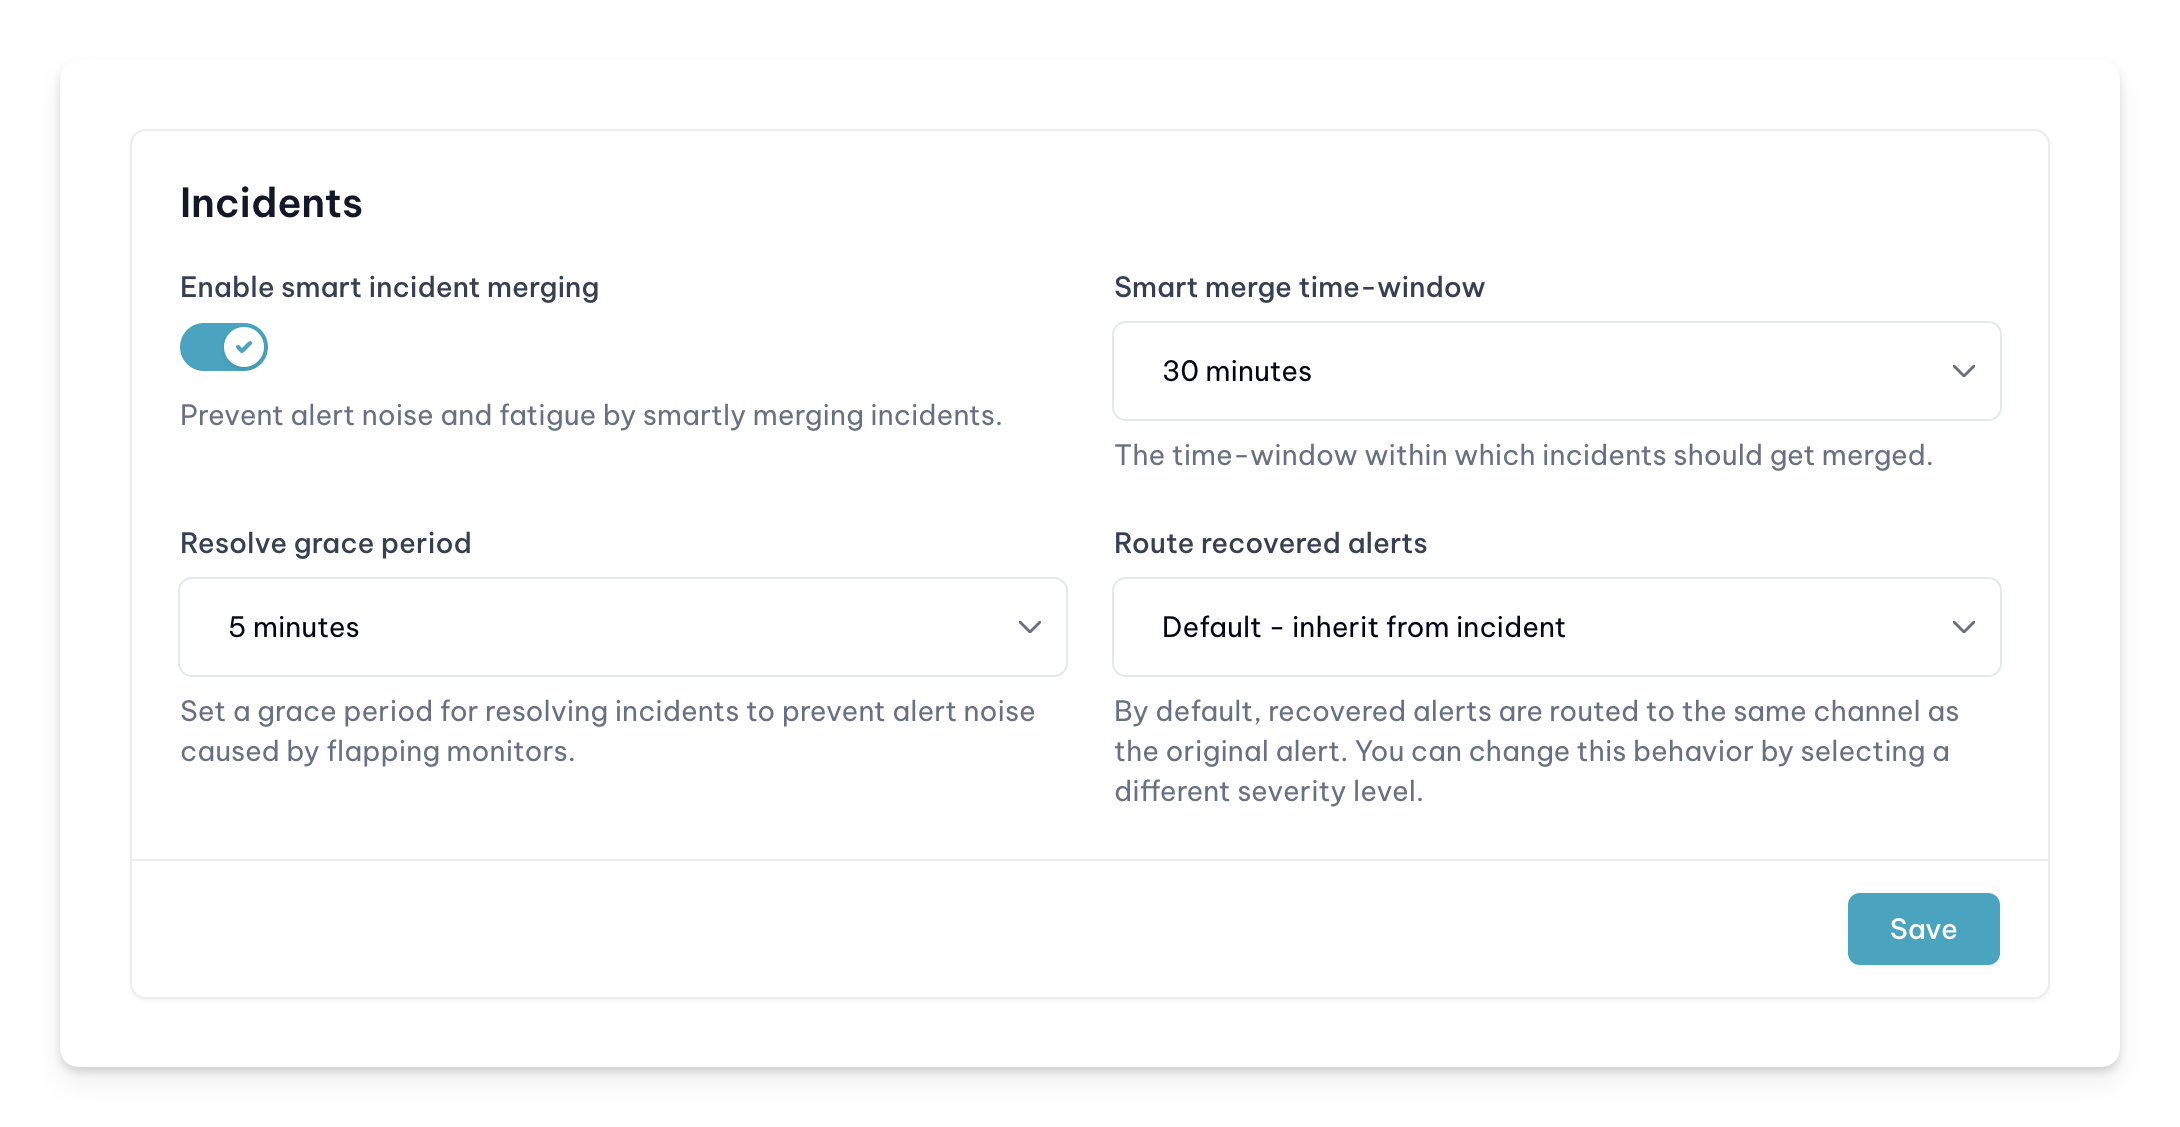 Incidents
Enable smart incident merging
Prevent alert noise and fatigue by smartly merging incidents.
Smart merge time-window
30 minutes
The time-window within which incidents should get merged.
Resolve grace period
5 minutes
Set a grace period for resolving incidents to prevent alert noise
caused by flapping monitors.
Route recovered alerts
Default - inherit from incident
By default, recovered alerts are routed to the same channel as
the original alert. You can change this behavior by selecting a
different severity level.
Save